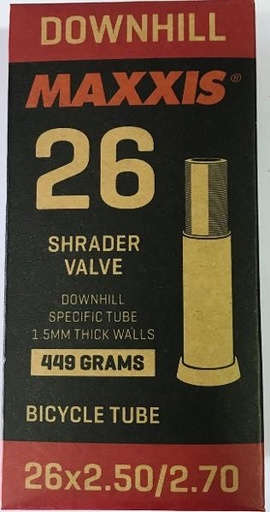 DOWNHILL
MAXXIS®
26
SHRADER
VALVE
DOWNHILL
SPECIFIC TUBE
1.5MM THICK WALLS
449 GRAMS
BICYCLE TUBE
26x2.50/2.70